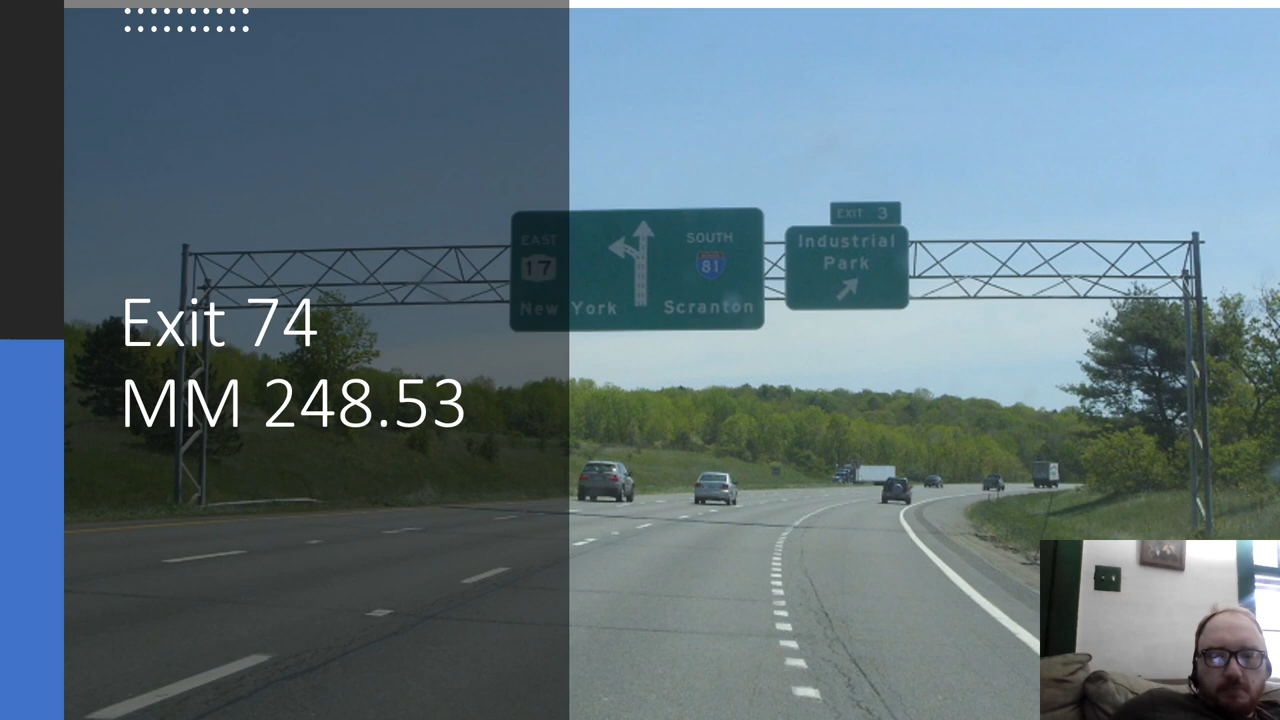 Exit 74
MM 248.53
EAST
17
New York
SOUTH
81
Scranton
EXIT 3
Industrial
Park